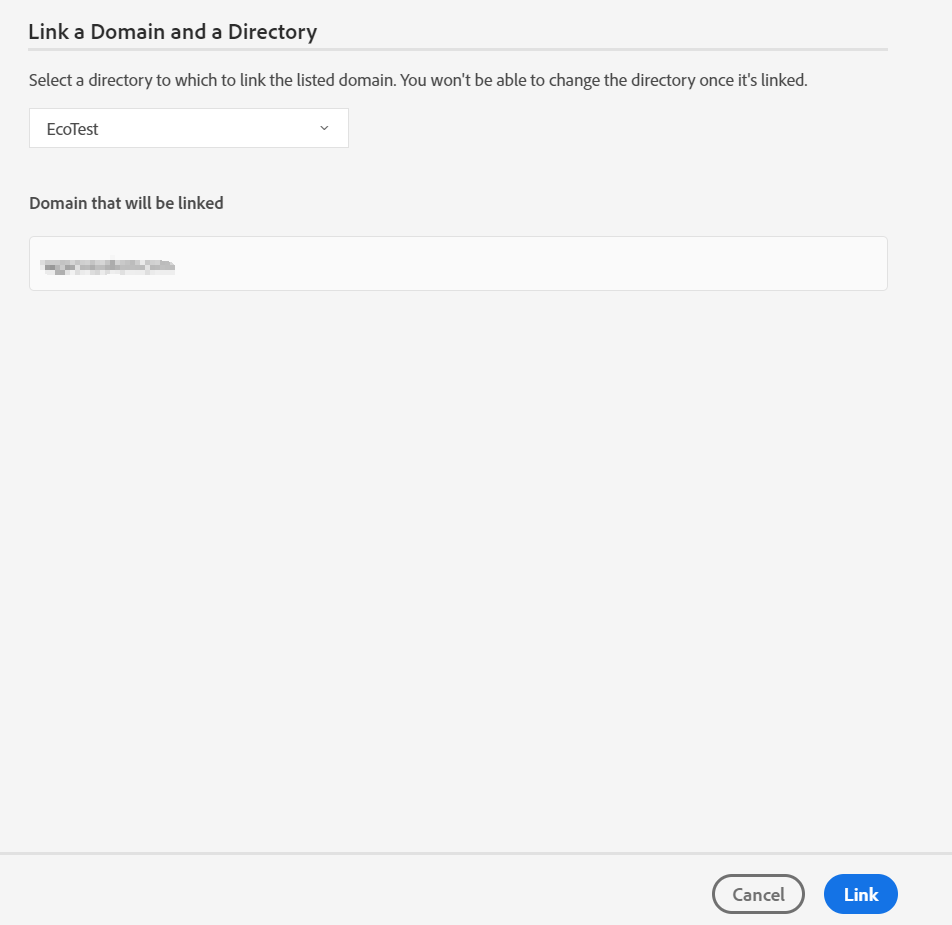 Link a Domain and a Directory
Select a directory to which to link the listed domain. You won't be able to change the directory once it's linked.
EcoTest
Domain that will be linked
Cancel
Link